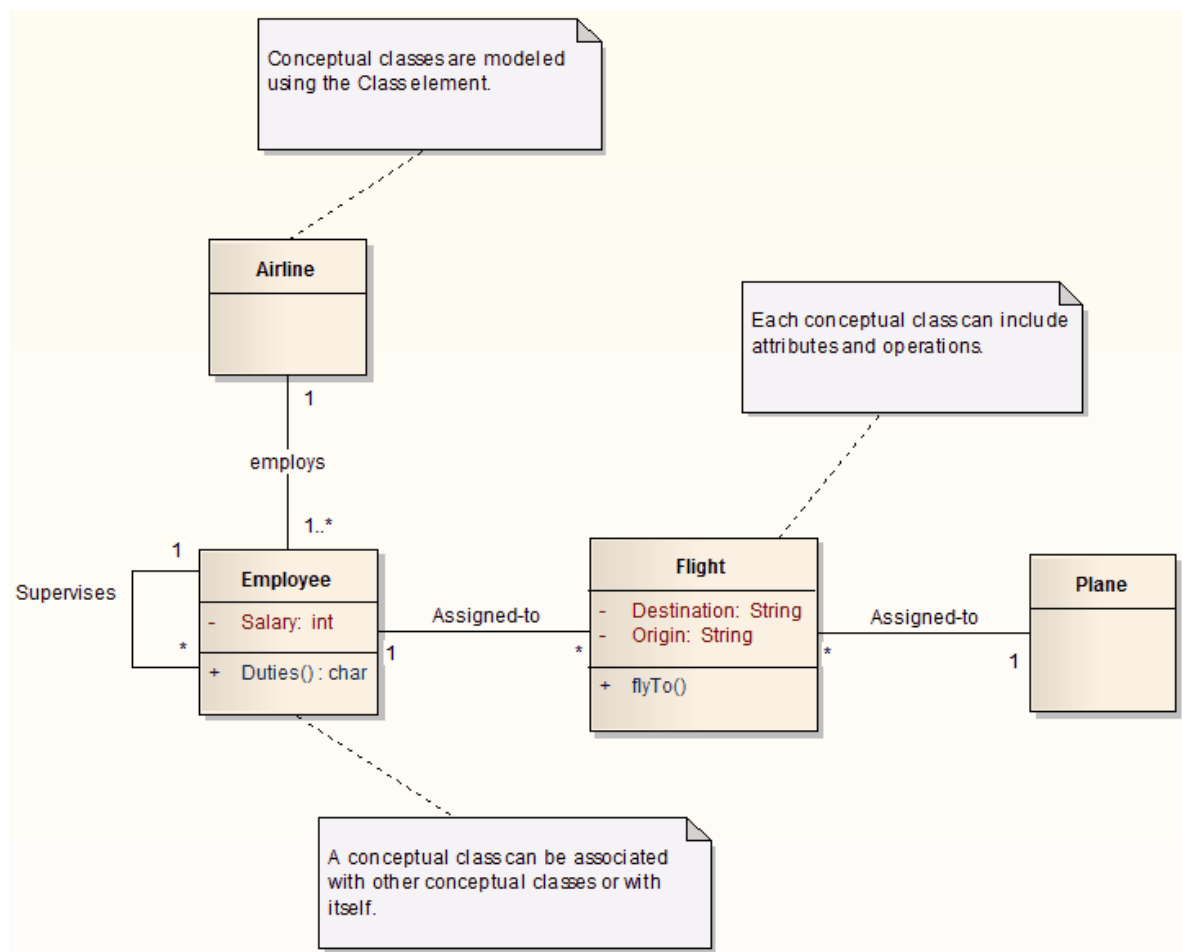 Conceptual classes are modeled
using the Class element.
Airline
1
employs
1..*
Each conceptual class can include
attributes and operations.
1
Supervises
*
Employee
- Salary: int
+ Duties() : char
Assigned-to
1
*
Flight
- Destination: String
- Origin: String
+ flyTo()
Assigned-to
*
1
Plane
A conceptual class can be associated
with other conceptual classes or with
itself.